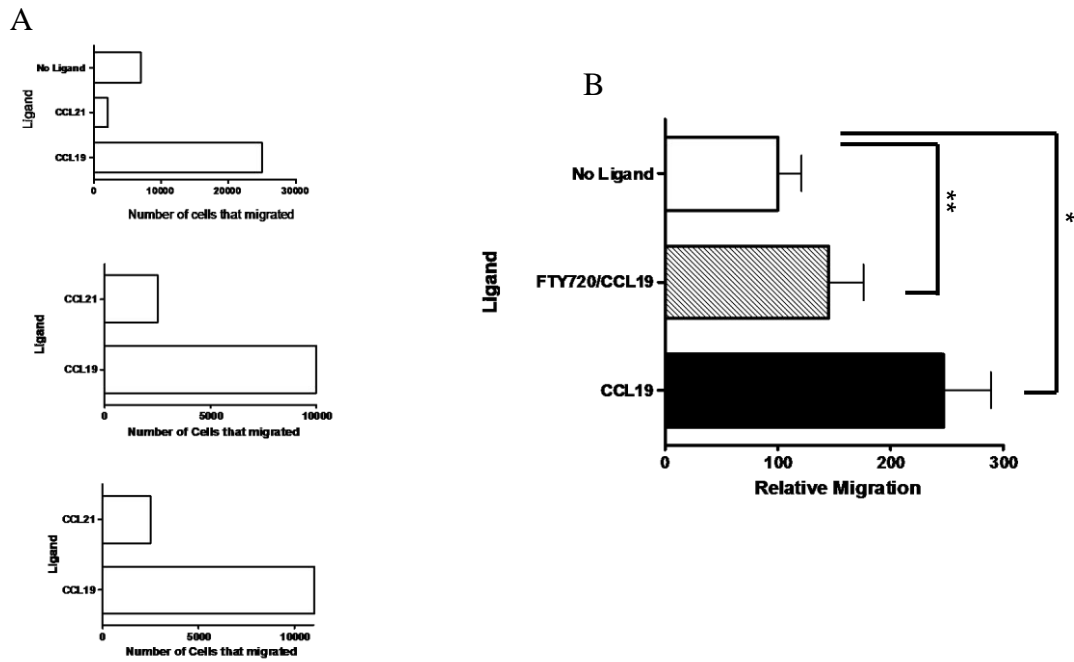 A
No Ligand
CCL21
CCL19
Ligand
0 10000 20000 30000
Number of cells that migrated
CCL21
CCL19
Ligand
0 5000 10000
Number of Cells that migrated
CCL21
CCL19
Ligand
0 5000 10000
Number of Cells that migrated
B
No Ligand
FTY720/CCL19
CCL19
Ligand
**
*
0 100 200 300
Relative Migration